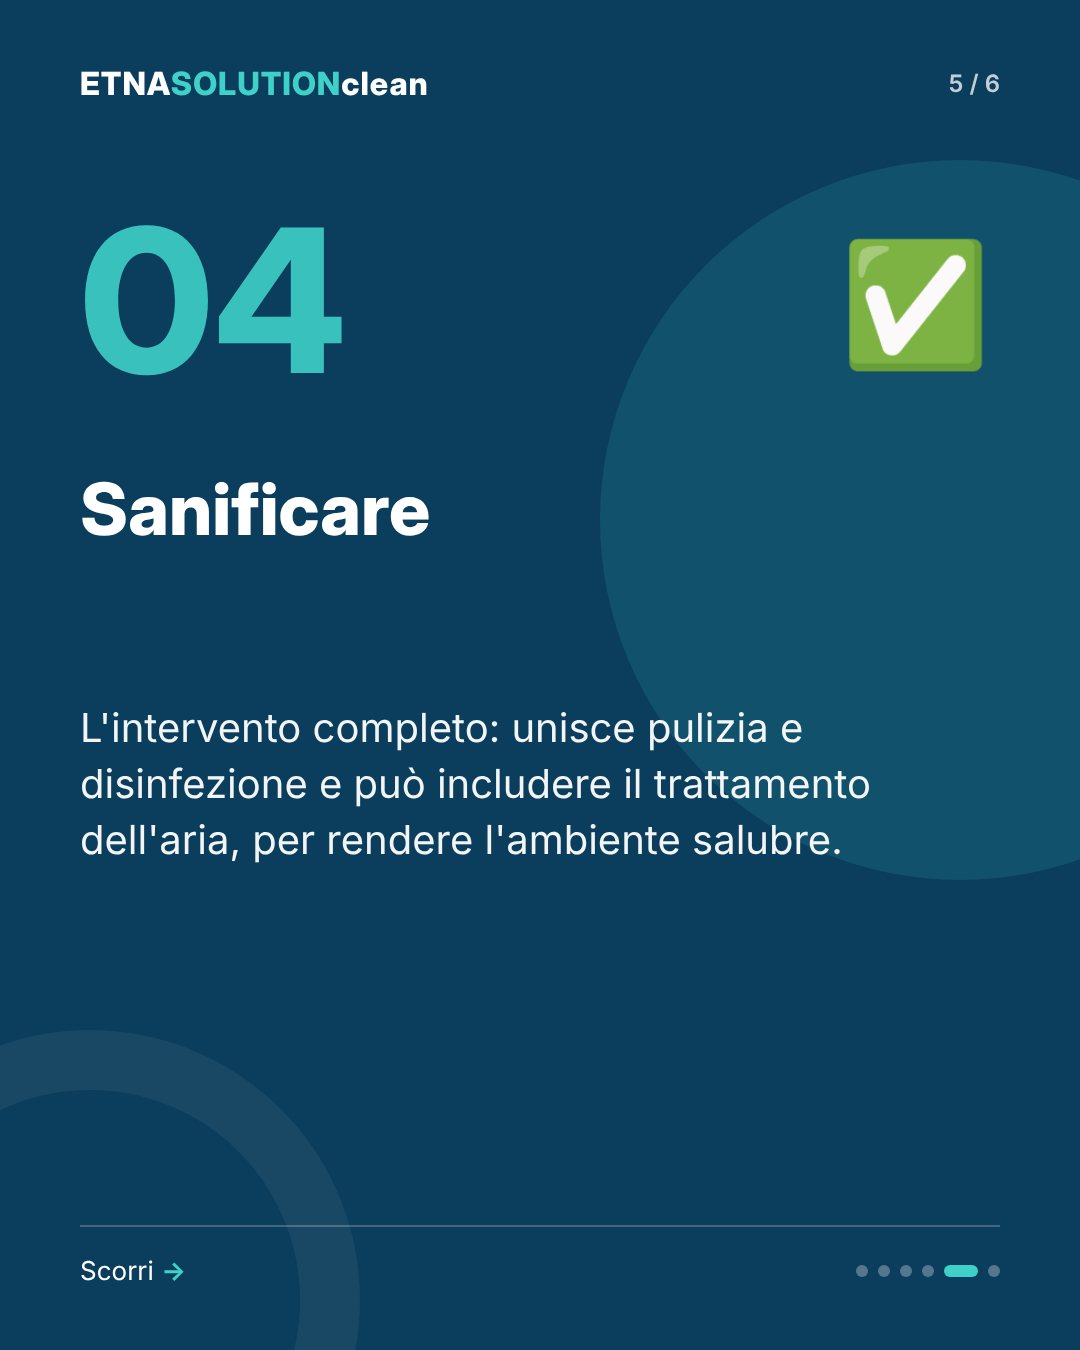 ETNASOLUTIONclean
5 / 6
04
Sanificare
L'intervento completo: unisce pulizia e
disinfezione e può includere il trattamento
dell'aria, per rendere l'ambiente salubre.
Scorri →